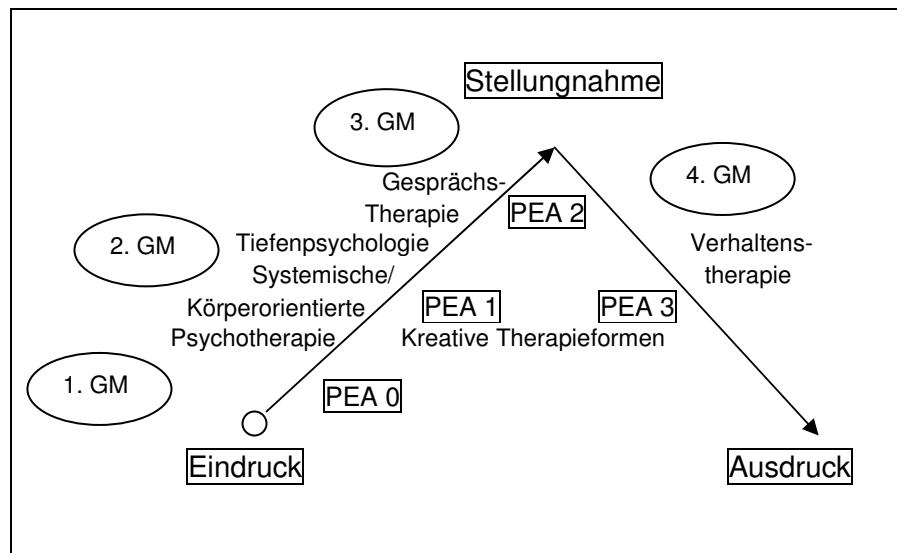 Stellungnahme
3. GM
4. GM
Gesprächs-
Therapie
PEA 2
2. GM
Tiefenpsychologie
Systemische/
Körperorientierte
Psychotherapie
Verhaltens-
therapie
PEA 1
PEA 3
Kreative Therapieformen
1. GM
PEA 0
Eindruck
Ausdruck